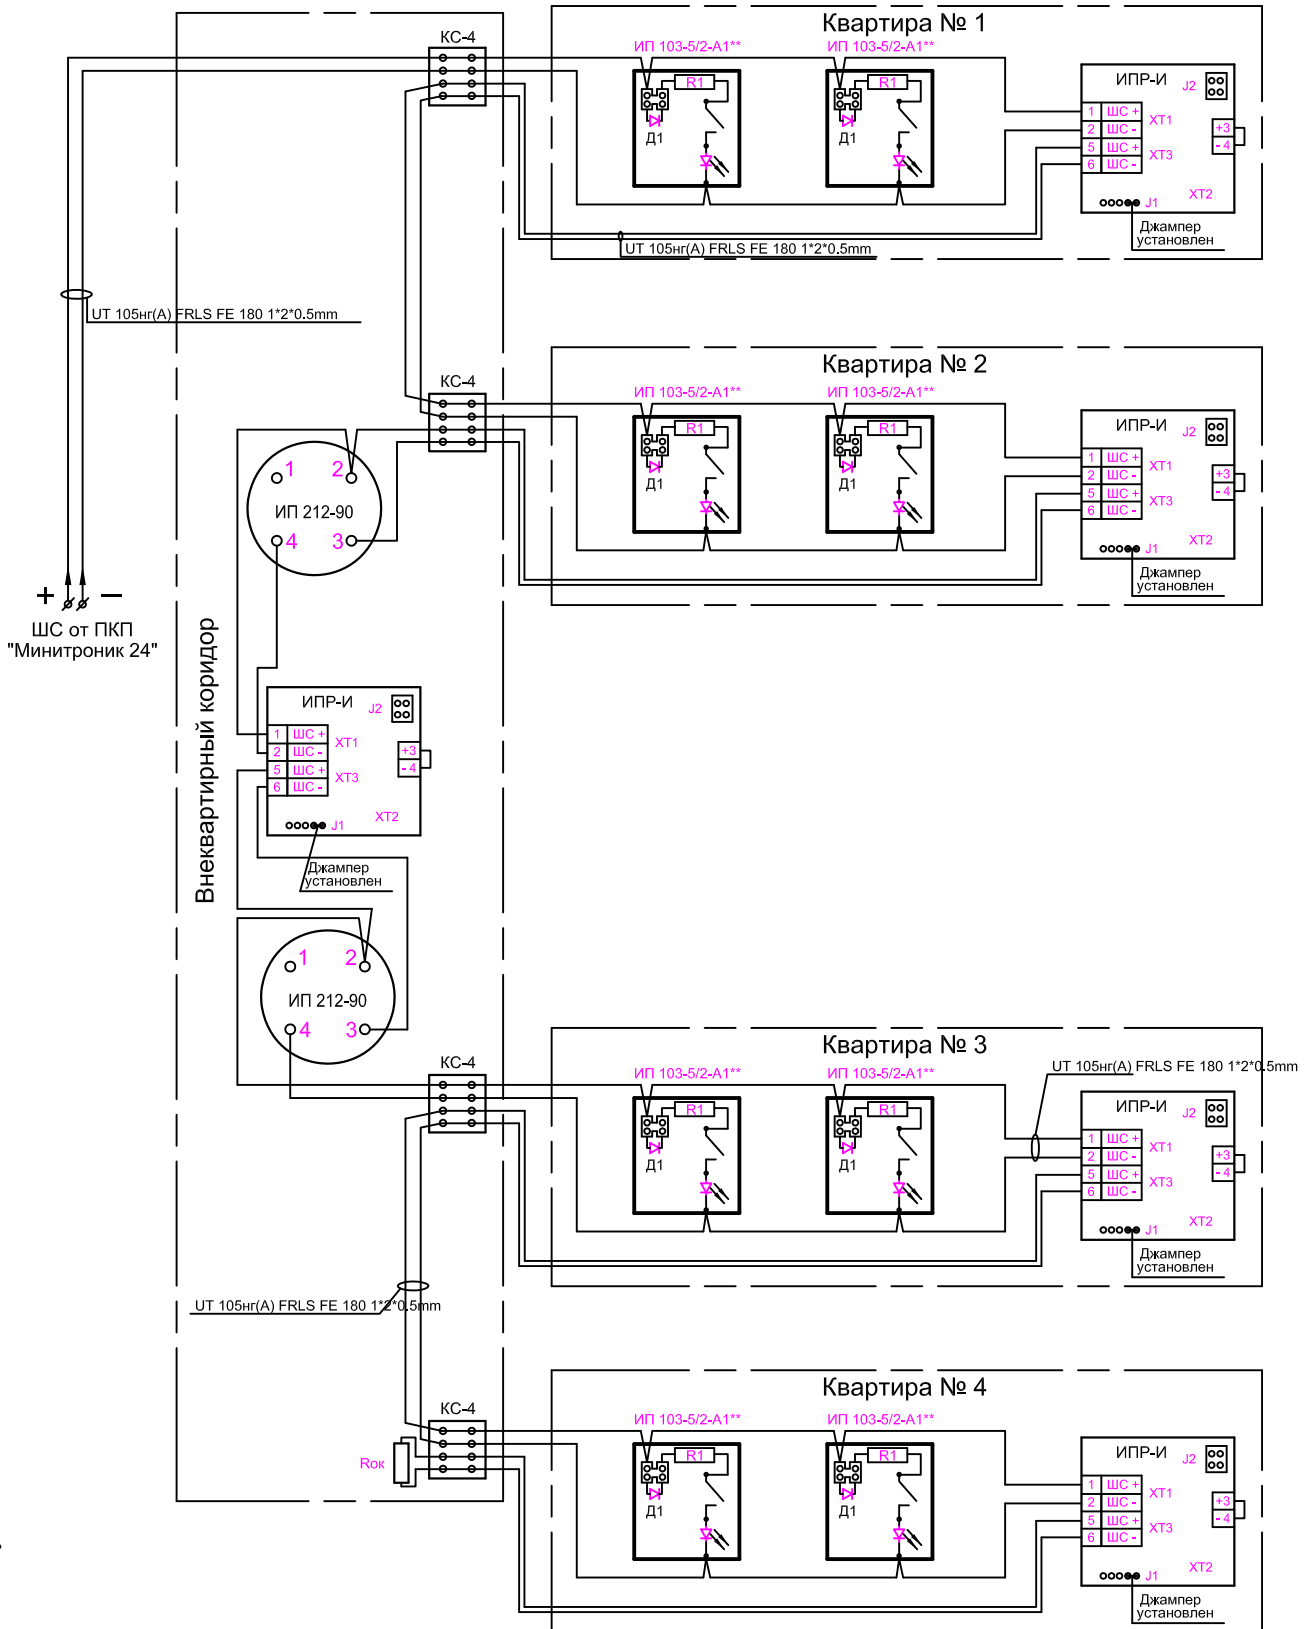 Квартира № 1
КС-4
ИП 103-5/2-А1**
ИП 103-5/2-А1**
R1
Д1
R1
Д1
ИПР-И
J2
1 ШС +
2 ШС -
5 ШС +
6 ШС -
ХТ1
ХТ3
+3
- 4
ХТ2
J1
Джампер
установлен
UT 105нг(А) FRLS FE 180 1*2*0.5mm
UT 105нг(А) FRLS FE 180 1*2*0.5mm
Квартира № 2
КС-4
ИП 103-5/2-А1**
ИП 103-5/2-А1**
R1
Д1
R1
Д1
ИПР-И
J2
1 ШС +
2 ШС -
5 ШС +
6 ШС -
ХТ1
ХТ3
+3
- 4
ХТ2
J1
Джампер
установлен
1 2
ИП 212-90
4 3
+ —
ШС от ПКП
"Минитроник 24"
Внеквартирный коридор
ИПР-И
J2
1 ШС +
2 ШС -
5 ШС +
6 ШС -
ХТ1
ХТ3
+3
- 4
ХТ2
J1
Джампер
установлен
1 2
ИП 212-90
4 3
Квартира № 3
КС-4
ИП 103-5/2-А1**
ИП 103-5/2-А1**
UT 105нг(А) FRLS FE 180 1*2*0.5mm
R1
Д1
R1
Д1
ИПР-И
J2
1 ШС +
2 ШС -
5 ШС +
6 ШС -
ХТ1
ХТ3
+3
- 4
ХТ2
J1
Джампер
установлен
UT 105нг(А) FRLS FE 180 1*2*0.5mm
Квартира № 4
КС-4
ИП 103-5/2-А1**
ИП 103-5/2-А1**
Rок
R1
Д1
R1
Д1
ИПР-И
J2
1 ШС +
2 ШС -
5 ШС +
6 ШС -
ХТ1
ХТ3
+3
- 4
ХТ2
J1
Джампер
установлен